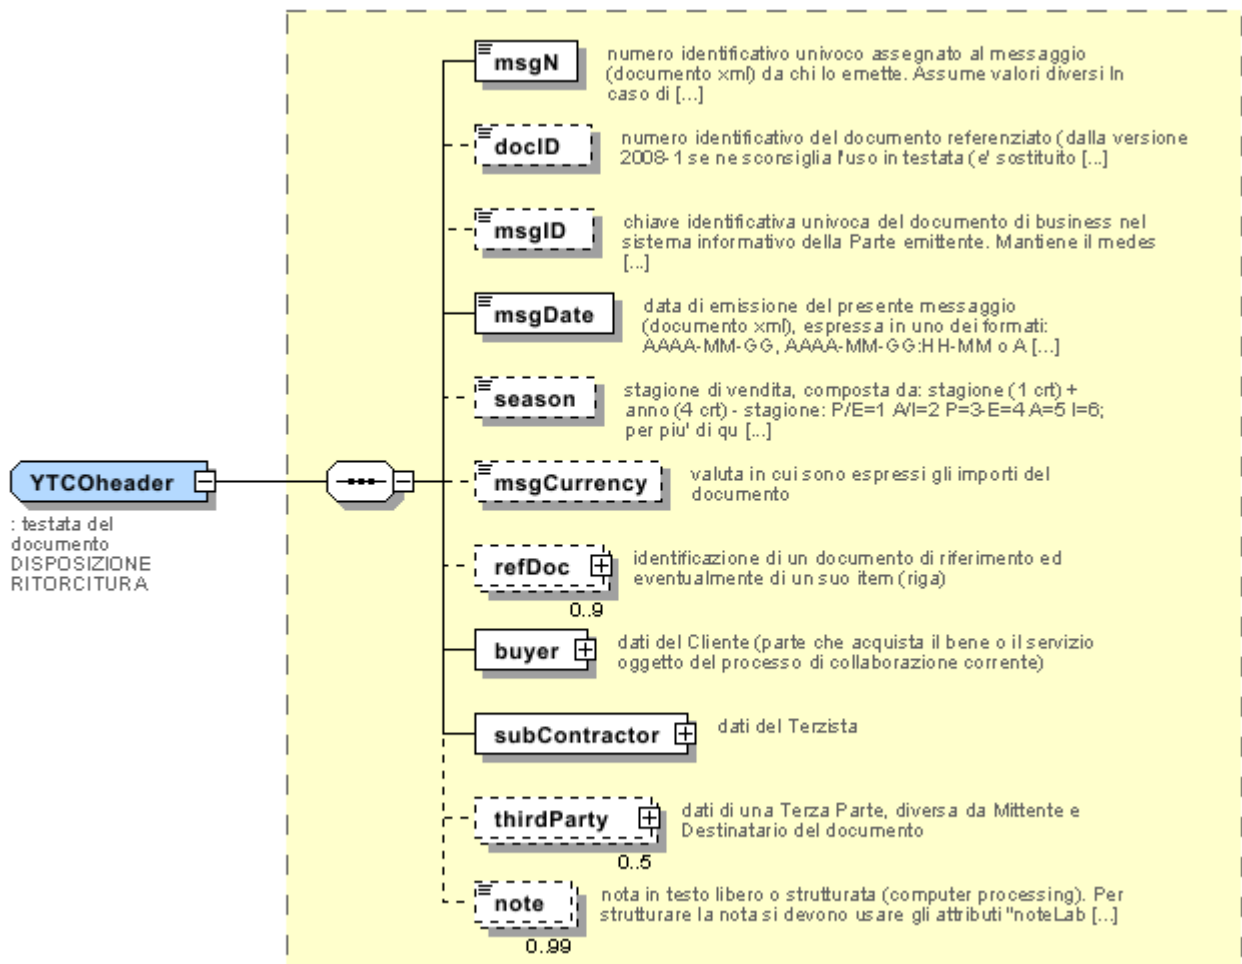 msgN
numero identificativo univoco assegnato al messaggio
(documento xml) da chi lo emette. Assume valori diversi In
caso di [...]
docID
numero identificativo del documento referenziato (dalla versione
2008-1 se ne sconsiglia l'uso in testata (e' sostituito [...]
msgID
chiave identificativa univoca del documento di business nel
sistema informativo della Parte emittente. Mantiene il medes
[...]
msgDate
data di emissione del presente messaggio
(documento xml), espressa in uno dei formati:
AAAA-MM-GG, AAAA-MM-GG:HH-MM o A [...]
season
stagione di vendita, composta da: stagione (1 crt) +
anno (4 crt) - stagione: P/E=1 A/I=2 P=3-E=4 A=5 I=6;
per piu' di qu [...]
YTCOheader
: testata del
documento
DISPOSIZIONE
RITORCITURA
msgCurrency
valuta in cui sono espressi gli importi del
documento
refDoc
0..9
identificazione di un documento di riferimento ed
eventualmente di un suo item (riga)
buyer
dati del Cliente (parte che acquista il bene o il servizio
oggetto del processo di collaborazione corrente)
subContractor
dati del Terzista
thirdParty
0..5
dati di una Terza Parte, diversa da Mittente e
Destinatario del documento
note
0..99
nota in testo libero o strutturata (computer processing). Per
strutturare la nota si devono usare gli attributi "noteLab [...]